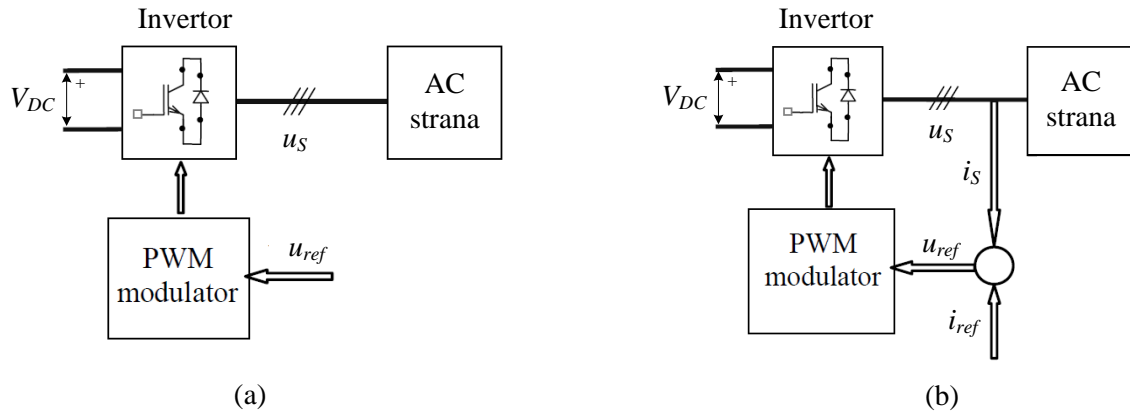 Invertor
+
V_DC
u_S
AC
strana
PWM
modulator
u_ref
(a)
Invertor
+
V_DC
u_S
AC
strana
i_S
PWM
modulator
u_ref
i_ref
(b)